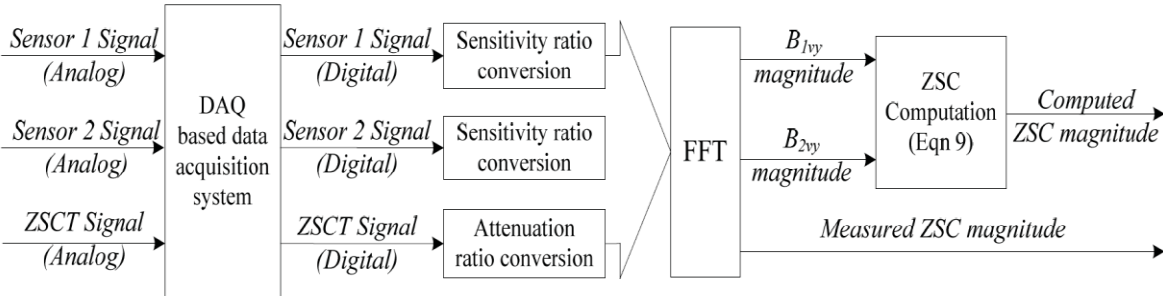 Sensor 1 Signal
(Analog)
Sensor 2 Signal
(Analog)
ZSCT Signal
(Analog)
DAQ
based data
acquisition
system
Sensor 1 Signal
(Digital)
Sensor 2 Signal
(Digital)
ZSCT Signal
(Digital)
Sensitivity ratio
conversion
Sensitivity ratio
conversion
Attenuation
ratio conversion
FFT
B1vy
magnitude
B2vy
magnitude
ZSC
Computation
(Eqn 9)
Computed
ZSC magnitude
Measured ZSC magnitude